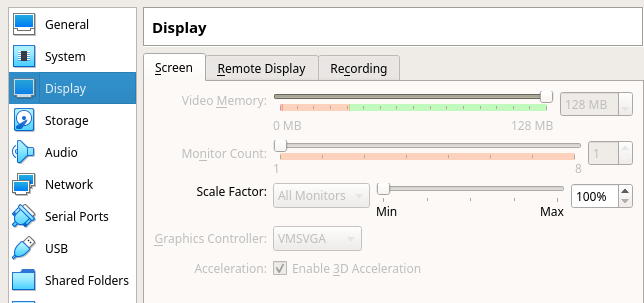 General
System
Display
Storage
Audio
Network
Serial Ports
USB
Shared Folders
Display
Screen
Remote Display
Recording
Video Memory:
128 MB
0 MB
128 MB
Monitor Count:
1
1
8
Scale Factor:
All Monitors
100%
Min
Max
Graphics Controller:
VMSVGA
Acceleration:
Enable 3D Acceleration